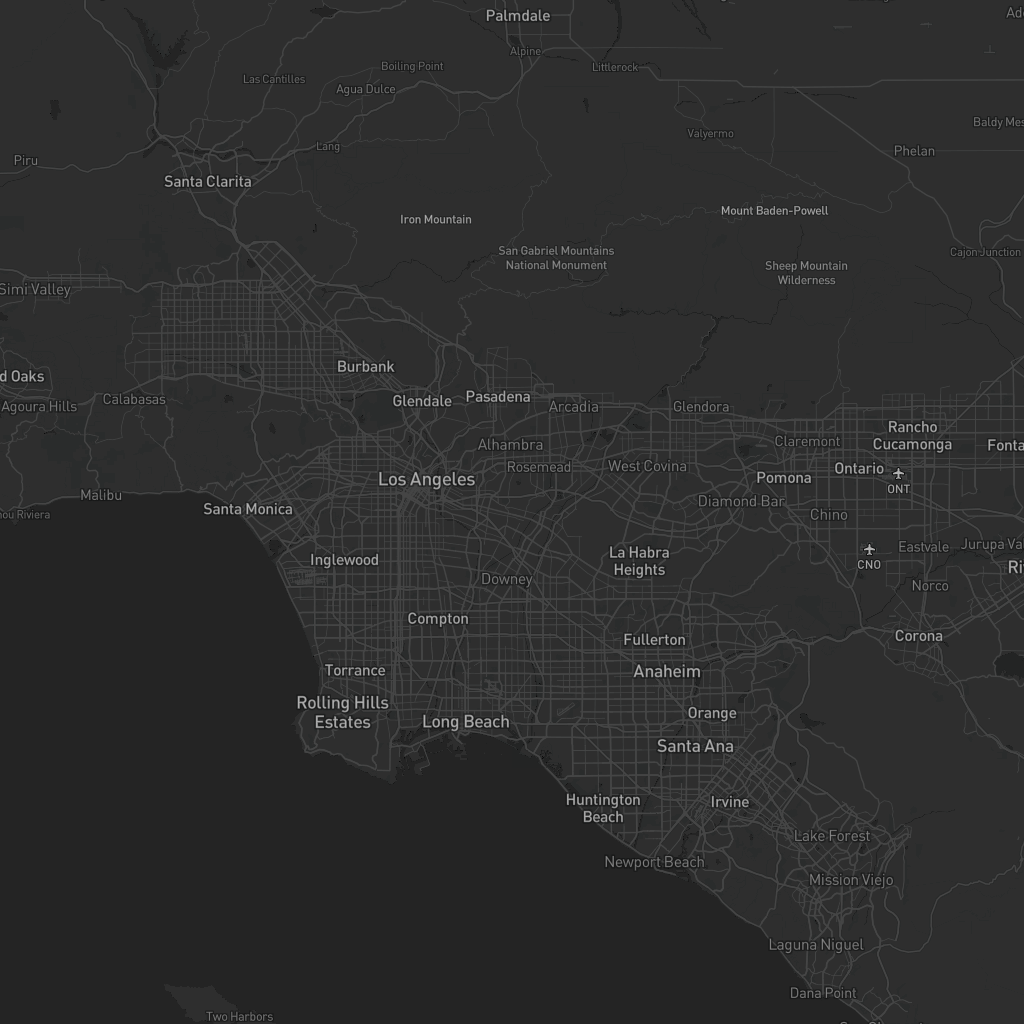 Palmdale
Ad
Alpine
Boiling Point
Littlerock
Las Cantilles
Agua Dulce
Baldy Mes
Valyermo
Lang
Phelan
Piru
Santa Clarita
Mount Baden-Powell
Iron Mountain
San Gabriel Mountains
National Monument
Cajon Junction
Sheep Mountain
Wilderness
Simi Valley
Burbank
d Oaks
Pasadena
Calabasas
Glendale
Agoura Hills
Arcadia
Glendora
Rancho
Cucamonga
Claremont
Alhambra
Fonta
Rosemead
West Covina
Ontario
Los Angeles
Pomona
ONT
Malibu
Diamond Bar
Santa Monica
ou Riviera
Chino
Eastvale
Jurupa Va
La Habra
Heights
Inglewood
CNO
Ri
Downey
Norco
Compton
Corona
Fullerton
Torrance
Anaheim
Rolling Hills
Estates
Orange
Long Beach
Santa Ana
Huntington
Beach
Irvine
Lake Forest
Newport Beach
Mission Viejo
Laguna Niguel
Dana Point
Two Harbors